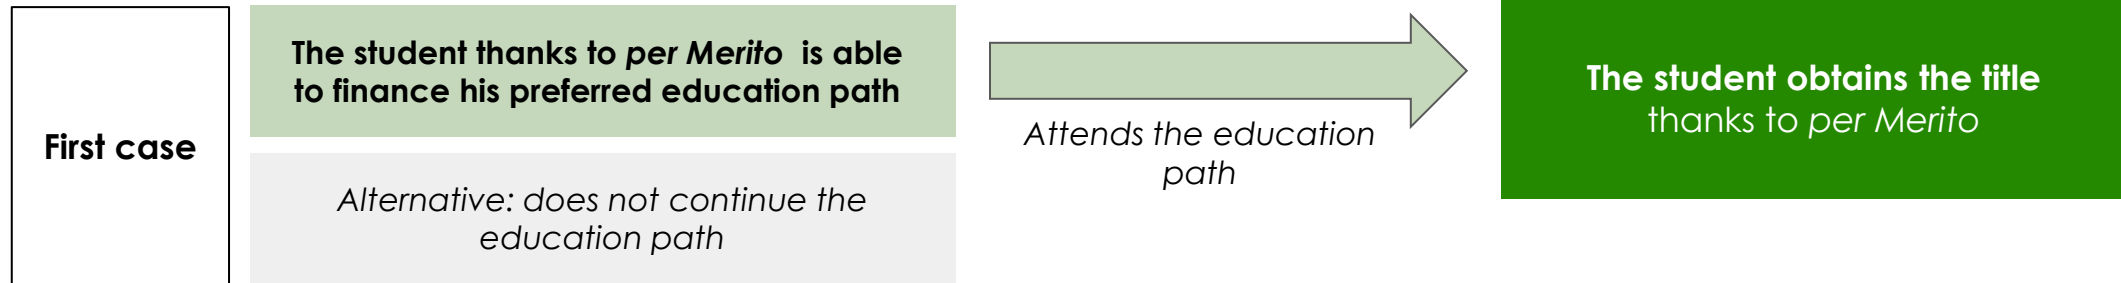 First case
The student thanks to per Merito is able
to finance his preferred education path
Alternative: does not continue the
education path
Attends the education
path
The student obtains the title
thanks to per Merito